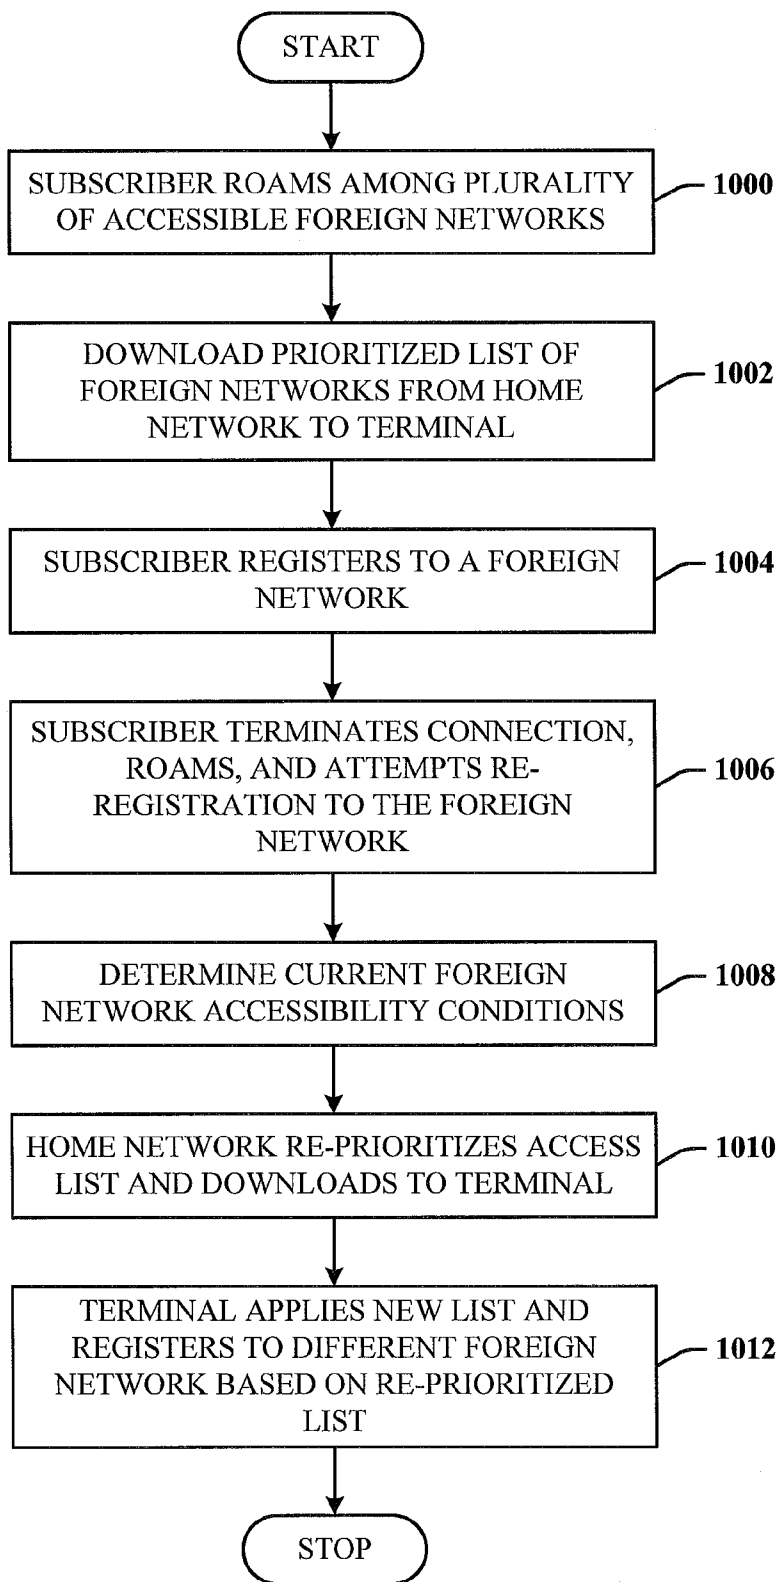 START
SUBSCRIBER ROAMS AMONG PLURALITY
OF ACCESSIBLE FOREIGN NETWORKS
1000
DOWNLOAD PRIORITIZED LIST OF
FOREIGN NETWORKS FROM HOME
NETWORK TO TERMINAL
1002
SUBSCRIBER REGISTERS TO A FOREIGN
NETWORK
1004
SUBSCRIBER TERMINATES CONNECTION,
ROAMS, AND ATTEMPTS RE-
REGISTRATION TO THE FOREIGN
NETWORK
1006
DETERMINE CURRENT FOREIGN
NETWORK ACCESSIBILITY CONDITIONS
1008
HOME NETWORK RE-PRIORITIZES ACCESS
LIST AND DOWNLOADS TO TERMINAL
1010
TERMINAL APPLIES NEW LIST AND
REGISTERS TO DIFFERENT FOREIGN
NETWORK BASED ON RE-PRIORITIZED
LIST
1012
STOP